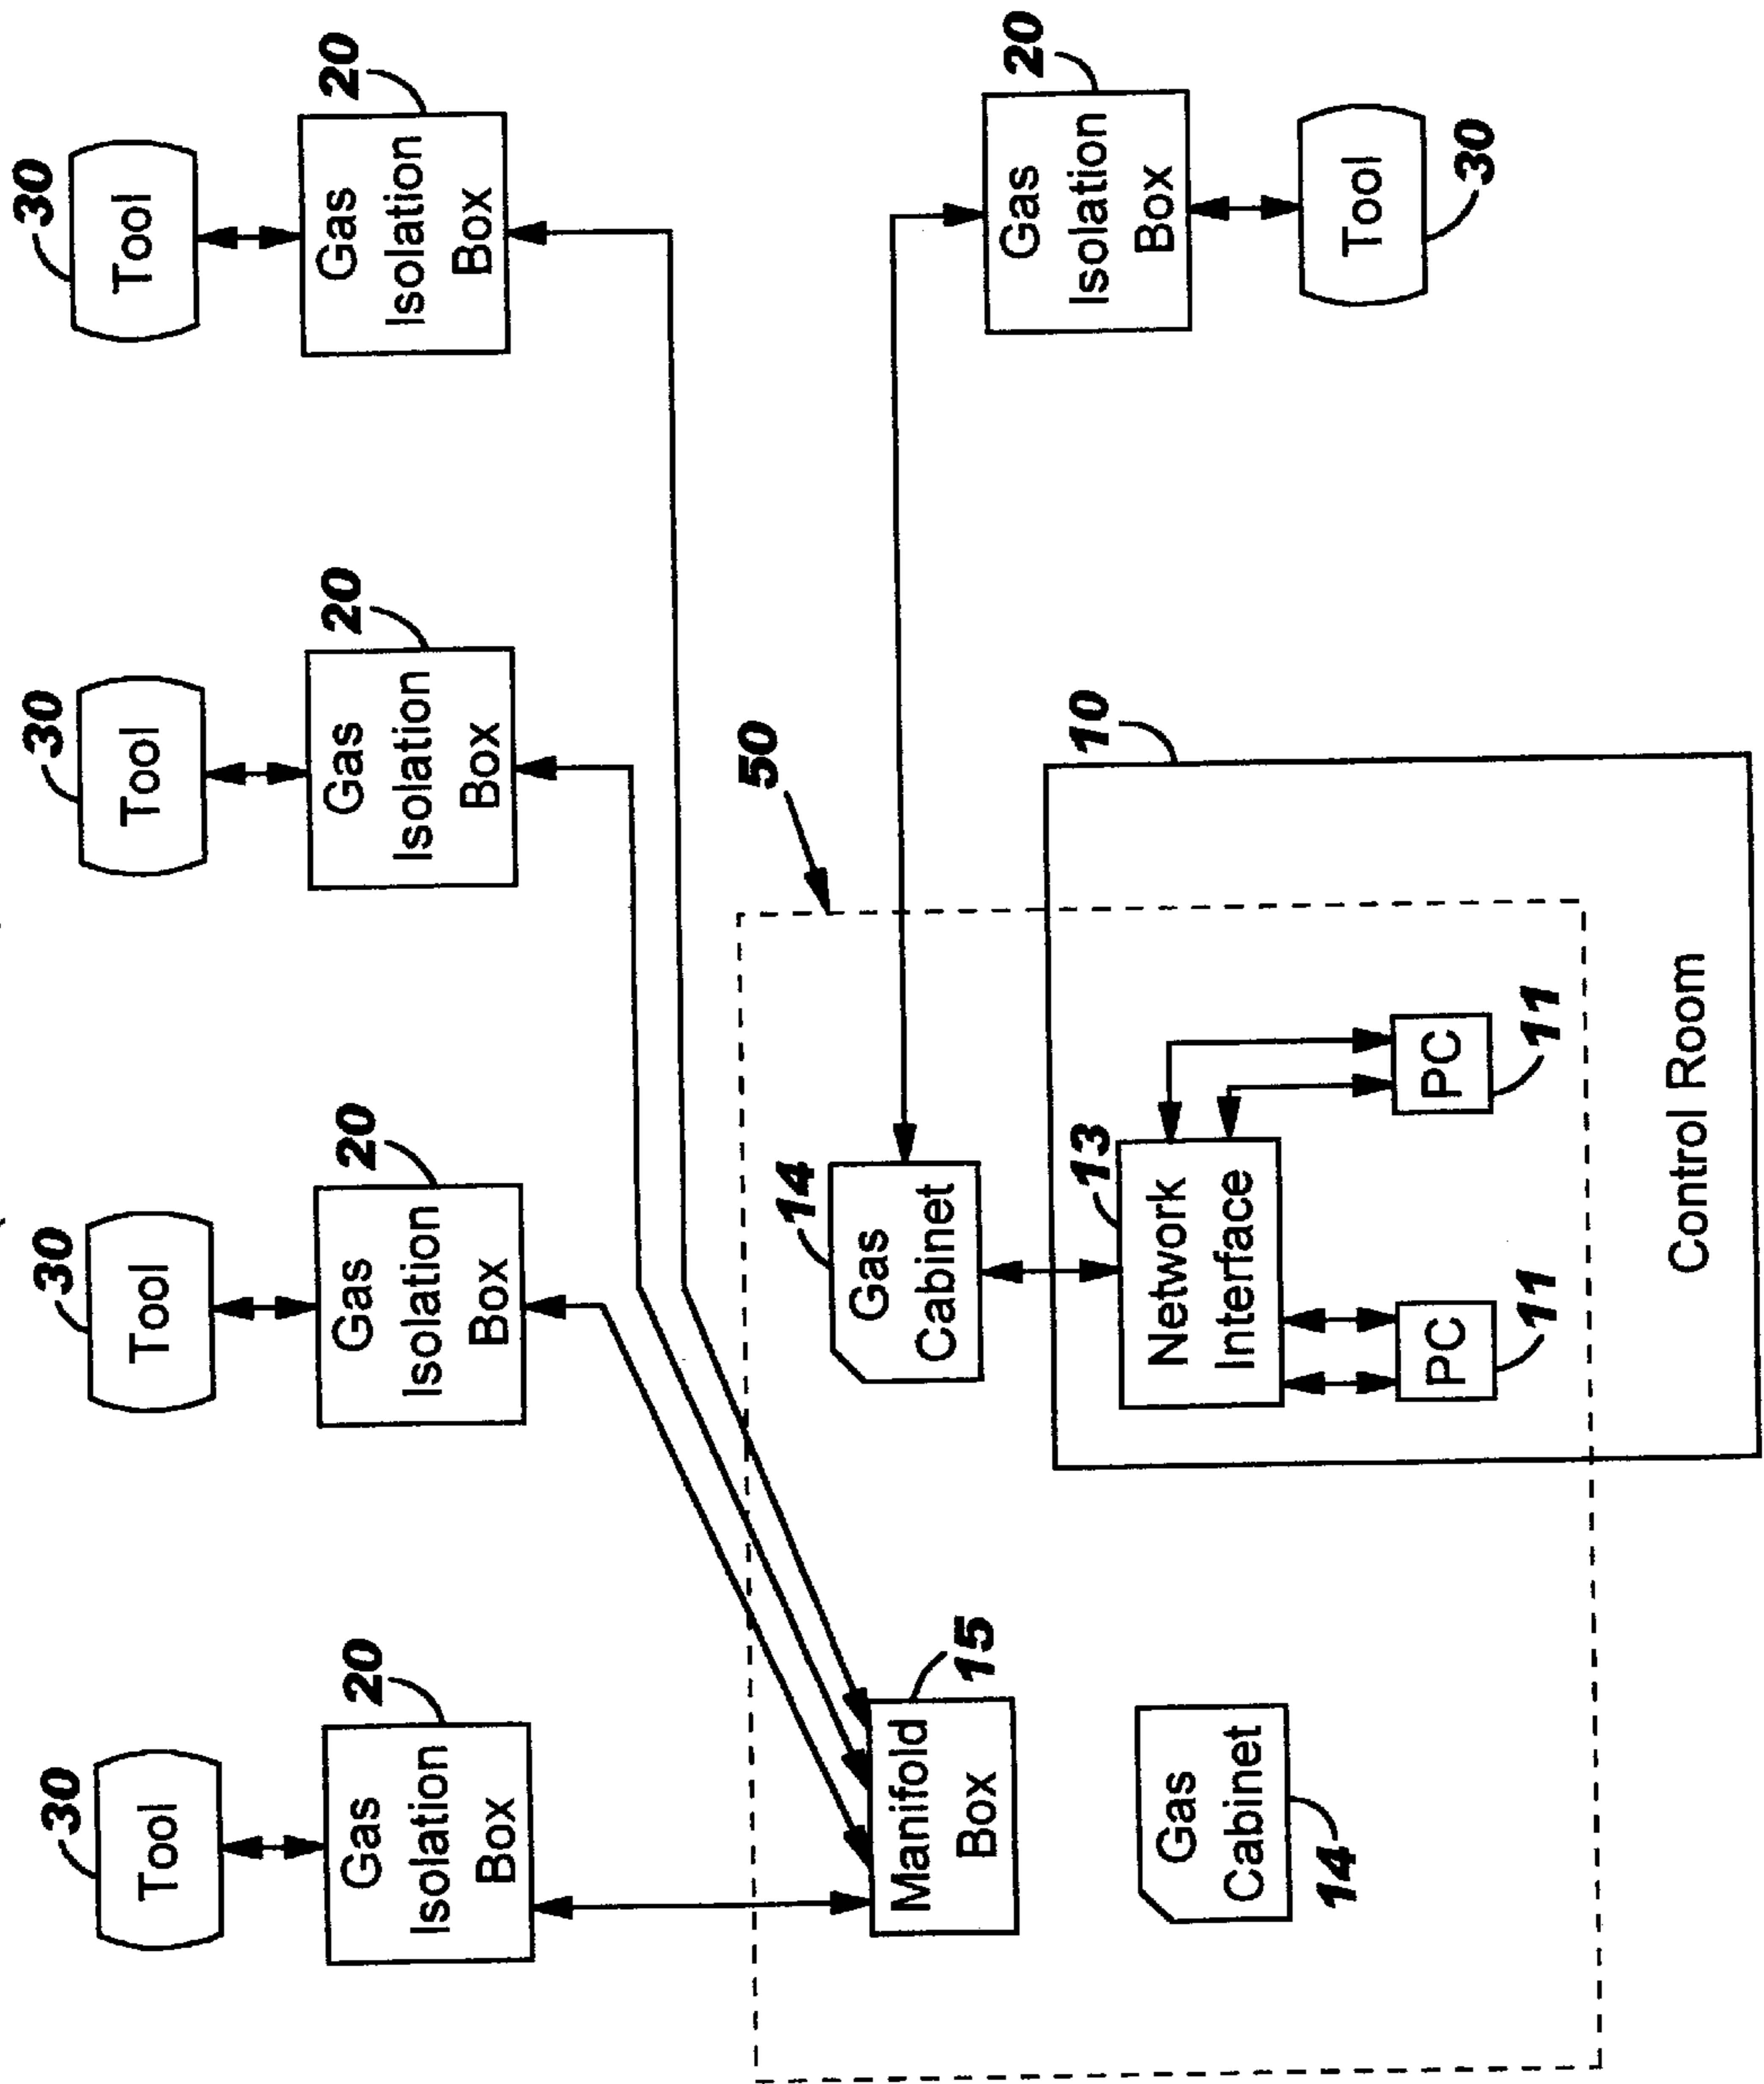 30
Tool
20
Gas
Isolation
Box
30
Tool
20
Gas
Isolation
Box
30
Tool
20
Gas
Isolation
Box
30
Tool
20
Gas
Isolation
Box
50
Manifold
Box
15
Gas
Cabinet
14
14
Gas
Cabinet
13
Network
Interface
PC
11
PC
11
10
Control Room
20
Gas
Isolation
Box
Tool
30